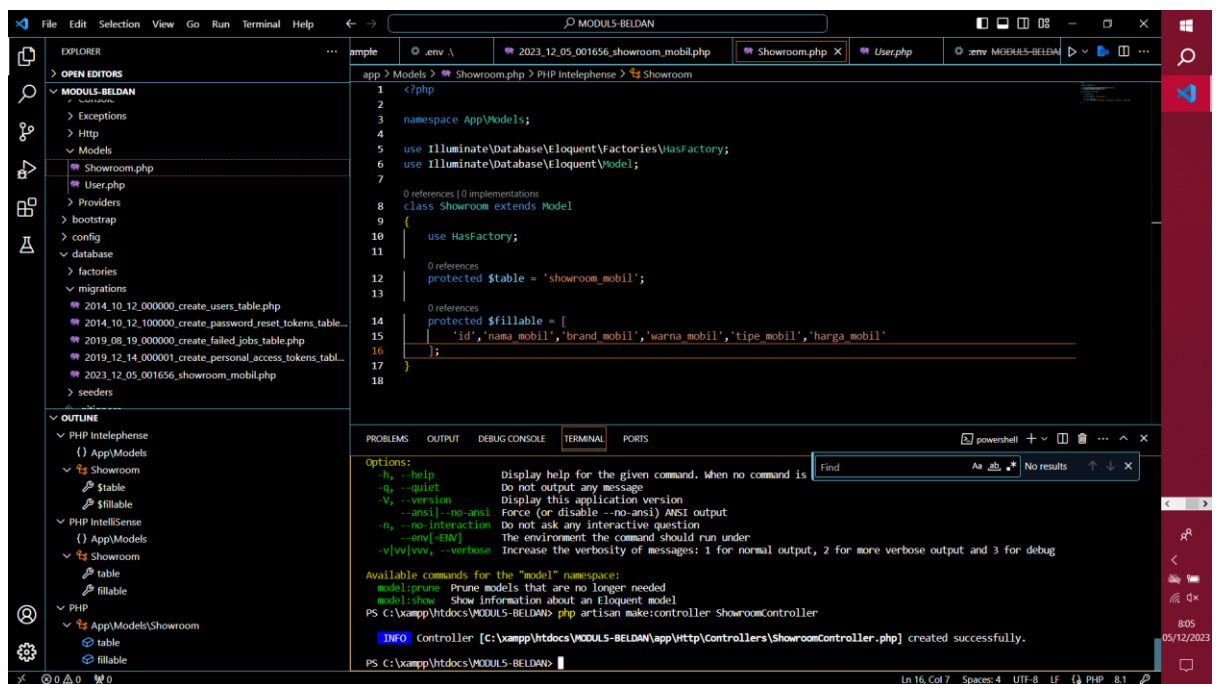 File Edit Selection View Go Run Terminal Help
MODUL5-BELDAN
EXPLORER
OPEN EDITORS
MODUL5-BELDAN
Exceptions
Http
Models
Showroom.php
User.php
Providers
bootstrap
config
database
factories
migrations
2014_10_12_000000_create_users_table.php
2014_10_12_100000_create_password_reset_tokens_table...
2019_08_19_000000_create_failed_jobs_table.php
2019_12_14_000001_create_personal_access_tokens_tabl...
2023_12_05_001656_showroom_mobil.php
seeders
OUTLINE
PHP Intelephense
{} App\Models
Showroom
$table
$fillable
PHP IntelliSense
{} App\Models
Showroom
table
fillable
PHP
App\Models\Showroom
table
fillable
ample .env .\ 2023_12_05_001656_showroom_mobil.php Showroom.php User.php .env MODUL5-BELDAN
app > Models > Showroom.php > PHP Intelephense > Showroom
1 <?php
2
3 namespace App\Models;
4
5 use Illuminate\Database\Eloquent\Factories\HasFactory;
6 use Illuminate\Database\Eloquent\Model;
7
0 references | 0 implementations
8 class Showroom extends Model
9 {
10 use HasFactory;
11
0 references
12 protected $table = 'showroom_mobil';
13
0 references
14 protected $fillable = [
15 'id','nama_mobil','brand_mobil','warna_mobil','tipe_mobil','harga_mobil'
16 ];
17 }
18
PROBLEMS OUTPUT DEBUG CONSOLE TERMINAL PORTS powershell
Find Aa ab No results
Options:
-h, --help Display help for the given command. When no command is
-q, --quiet Do not output any message
-V, --version Display this application version
--ansi|--no-ansi Force (or disable --no-ansi) ANSI output
-n, --no-interaction Do not ask any interactive question
--env[=ENV] The environment the command should run under
-v|vv|vvv, --verbose Increase the verbosity of messages: 1 for normal output, 2 for more verbose output and 3 for debug
Available commands for the "model" namespace:
model:prune Prune models that are no longer needed
model:show Show information about an Eloquent model
PS C:\xampp\htdocs\MODUL5-BELDAN> php artisan make:controller ShowroomController
INFO Controller [C:\xampp\htdocs\MODUL5-BELDAN\app\Http\Controllers\ShowroomController.php] created successfully.
PS C:\xampp\htdocs\MODUL5-BELDAN>
0 0 0 Ln 16, Col 7 Spaces: 4 UTF-8 LF PHP 8.1
8:05
05/12/2023